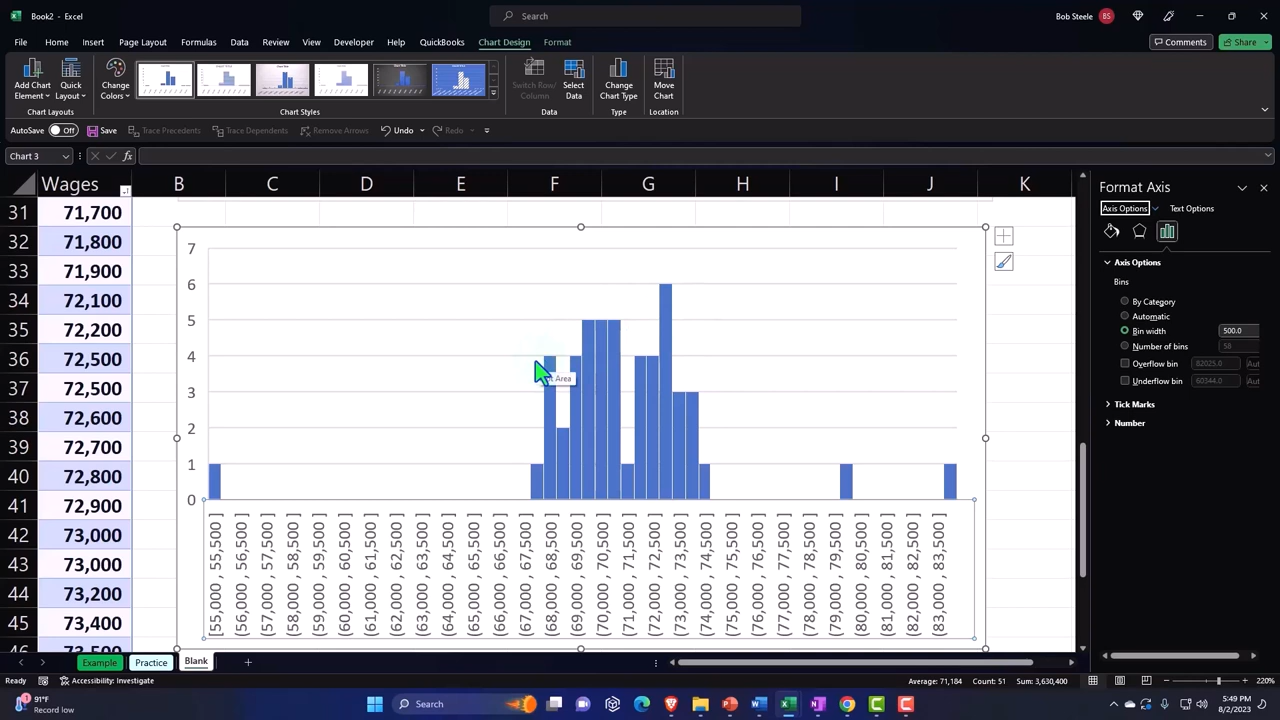 Book2 - Excel
Search
Bob Steele BS
File Home Insert Page Layout Formulas Data Review View Developer Help QuickBooks Chart Design Format
Comments Share
Add Chart Element
Quick Layout
Change Colors
Switch Row/ Column
Select Data
Change Chart Type
Move Chart
Chart Layouts Chart Styles Data Type Location
AutoSave Off Save Trace Precedents Trace Dependents Remove Arrows Undo Redo
Chart 3 fx
Wages B C D E F G H I J K
31 71,700
32 71,800
33 71,900
34 72,100
35 72,200
36 72,500
37 72,500
38 72,600
39 72,700
40 72,800
41 72,900
42 73,000
43 73,000
44 73,200
45 73,400
46 73,500
7
6
5
4
3
2
1
0
Area
[55,000 , 55,500 ]
(56,000 , 56,500 ]
(57,000 , 57,500 ]
(58,000 , 58,500 ]
(59,000 , 59,500 ]
(60,000 , 60,500 ]
(61,000 , 61,500 ]
(62,000 , 62,500 ]
(63,000 , 63,500 ]
(64,000 , 64,500 ]
(65,000 , 65,500 ]
(66,000 , 66,500 ]
(67,000 , 67,500 ]
(68,000 , 68,500 ]
(69,000 , 69,500 ]
(70,000 , 70,500 ]
(71,000 , 71,500 ]
(72,000 , 72,500 ]
(73,000 , 73,500 ]
(74,000 , 74,500 ]
(75,000 , 75,500 ]
(76,000 , 76,500 ]
(77,000 , 77,500 ]
(78,000 , 78,500 ]
(79,000 , 79,500 ]
(80,000 , 80,500 ]
(81,000 , 81,500 ]
(82,000 , 82,500 ]
(83,000 , 83,500 ]
Format Axis
Axis Options Text Options
Axis Options
Bins
By Category
Automatic
Bin width 500.0
Number of bins 58
Overflow bin 82025.0
Underflow bin 60344.0
Tick Marks
Number
Example Practice Blank
Ready Accessibility: Investigate Average: 71,184 Count: 51 Sum: 3,630,400 220%
91°F
Record low
Search
5:49 PM
8/2/2023